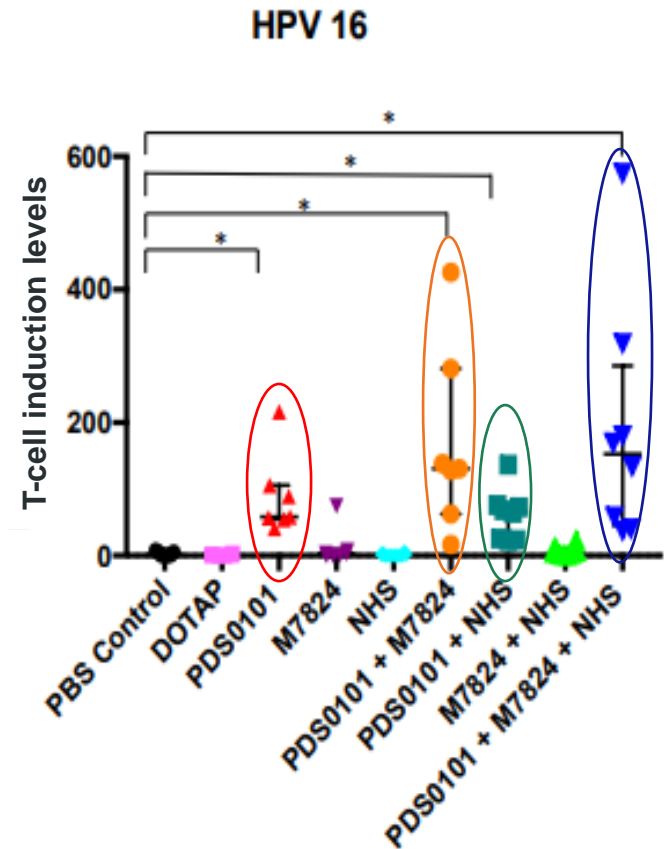 HPV 16
*
*
*
*
T-cell induction levels
600
400
200
0
PBS Control
DOTAP
PDS0101
M7824
NHS
PDS0101 + M7824
PDS0101 + NHS
M7824 + NHS
PDS0101 + M7824 + NHS